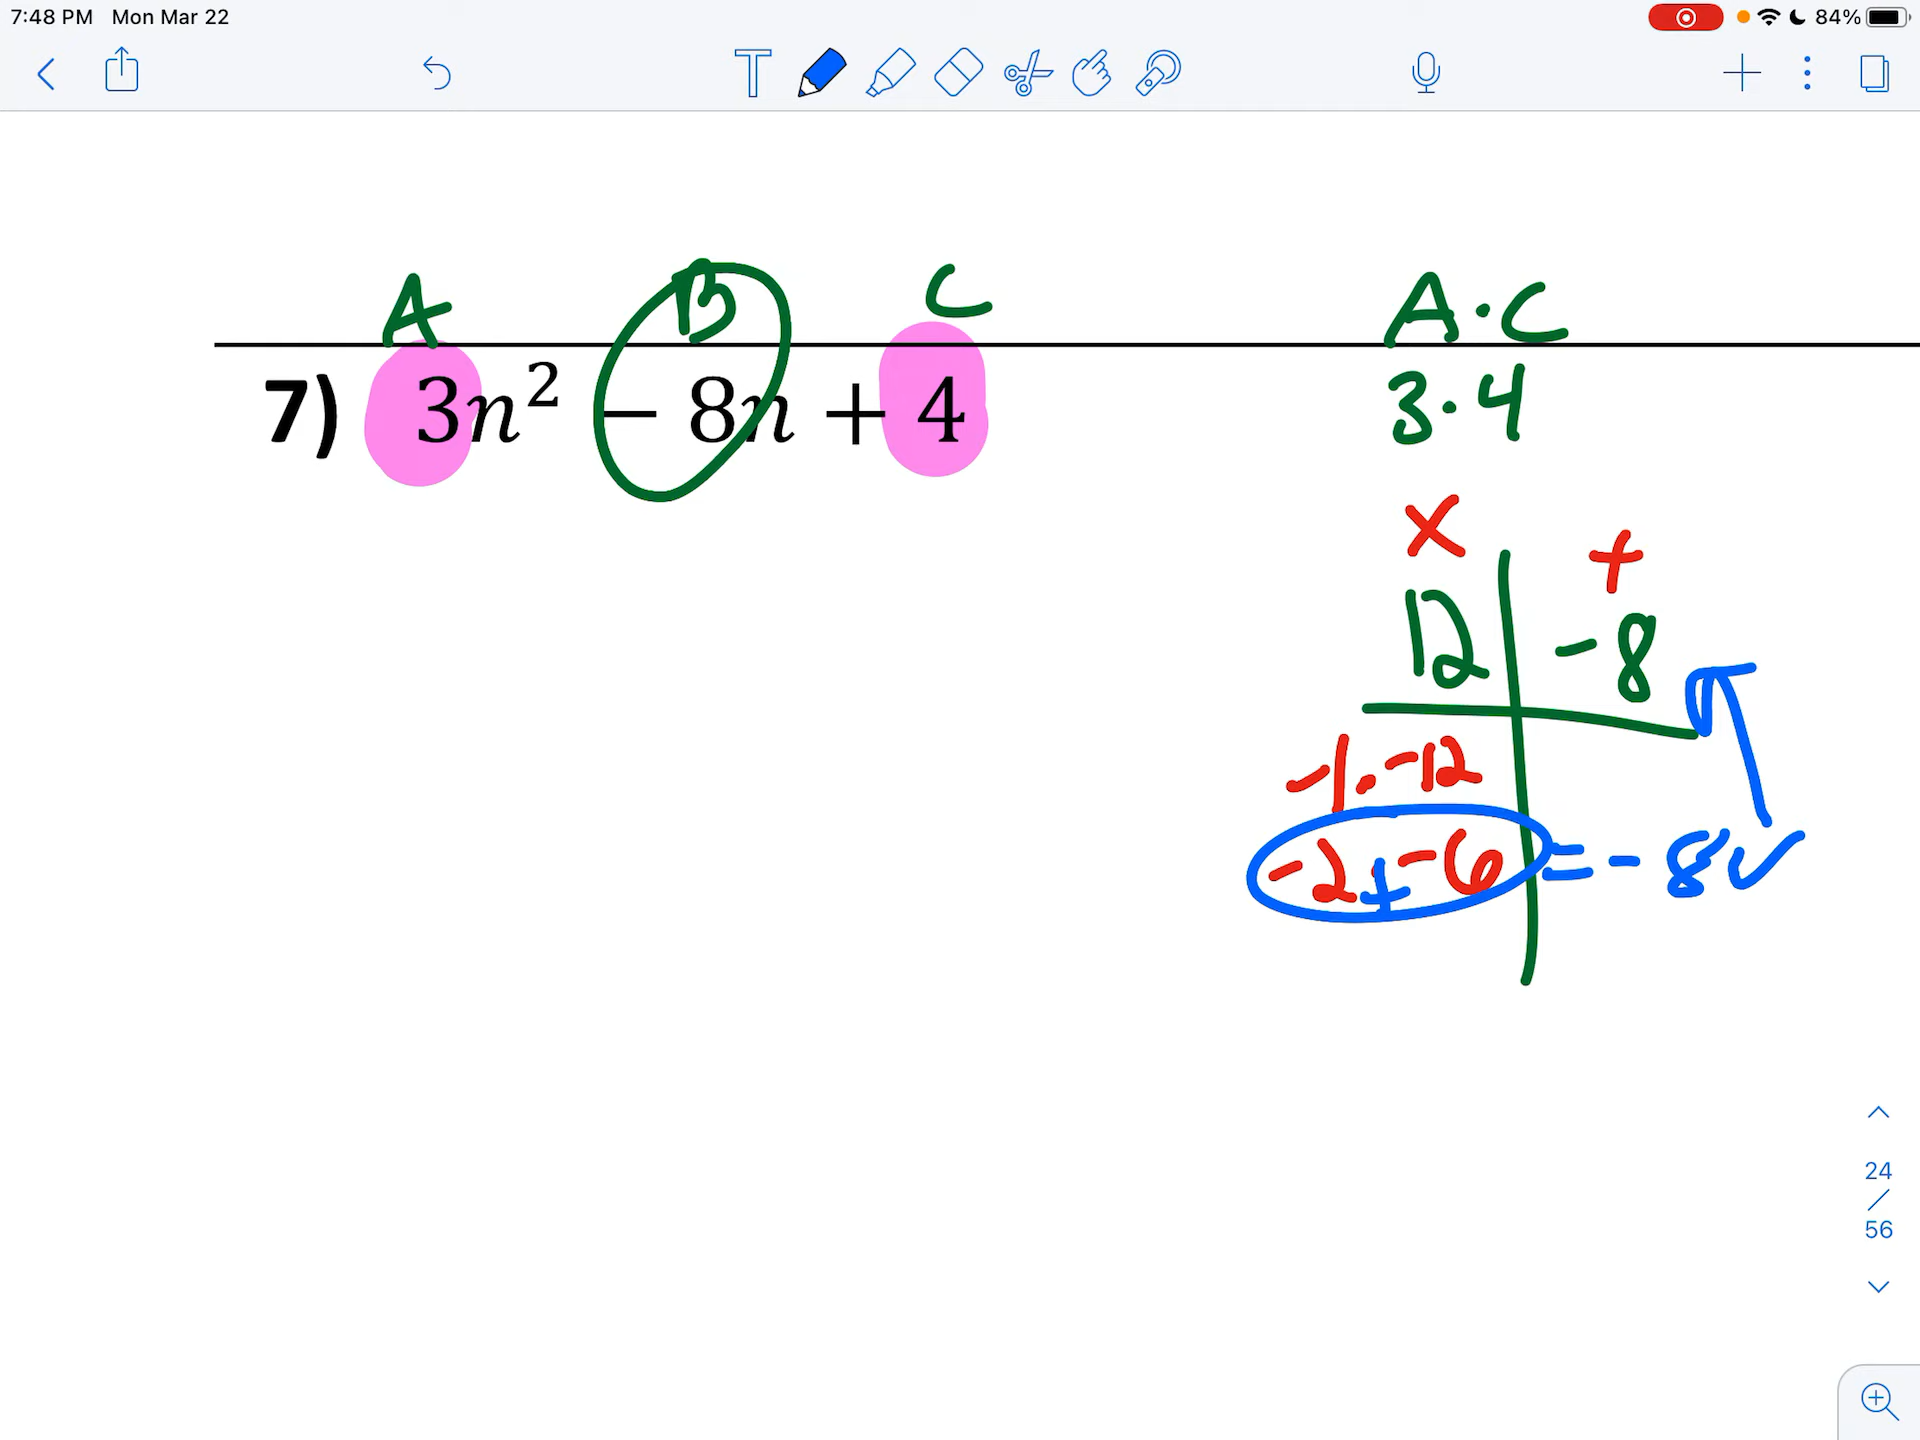 7:48 PM Mon Mar 22
84%
T
A B C
7) 3n² − 8n + 4
A·C
3·4
× +
12 -8
-1·-12
-2+-6 = -8✓
24
/
56